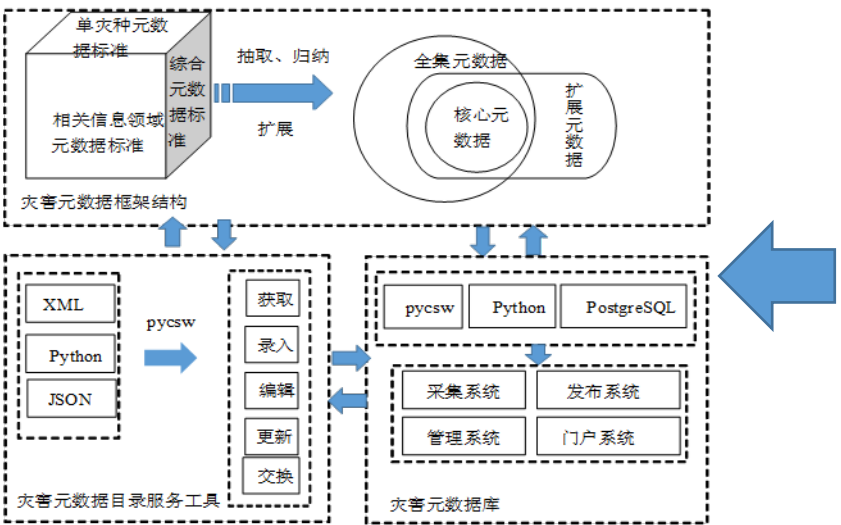 单灾种元数
据标准
综合
元数
据标
准
相关信息领域
元数据标准
抽取、归纳
扩展
全集元数据
核心元
数据
扩
展
元
数
据
灾害元数据框架结构
XML
Python
JSON
pycsw
获取
录入
编辑
更新
交换
灾害元数据目录服务工具
pycsw
Python
PostgreSQL
采集系统
发布系统
管理系统
门户系统
灾害元数据库